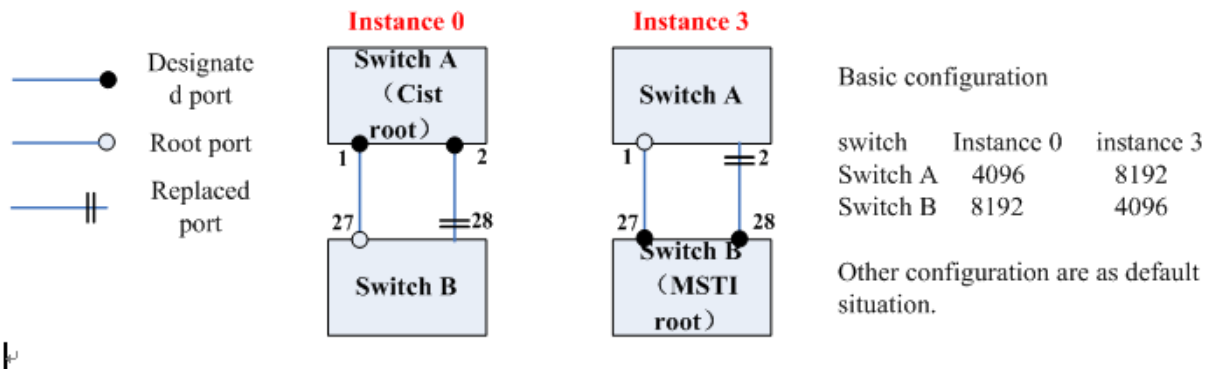 Instance 0
Instance 3
Designate
d port
Root port
Replaced
port
Switch A
（Cist
root）
1
2
27
28
Switch B
Switch A
1
2
27
28
Switch B
（MSTI
root）
Basic configuration
switch Instance 0 instance 3
Switch A 4096 8192
Switch B 8192 4096
Other configuration are as default
situation.